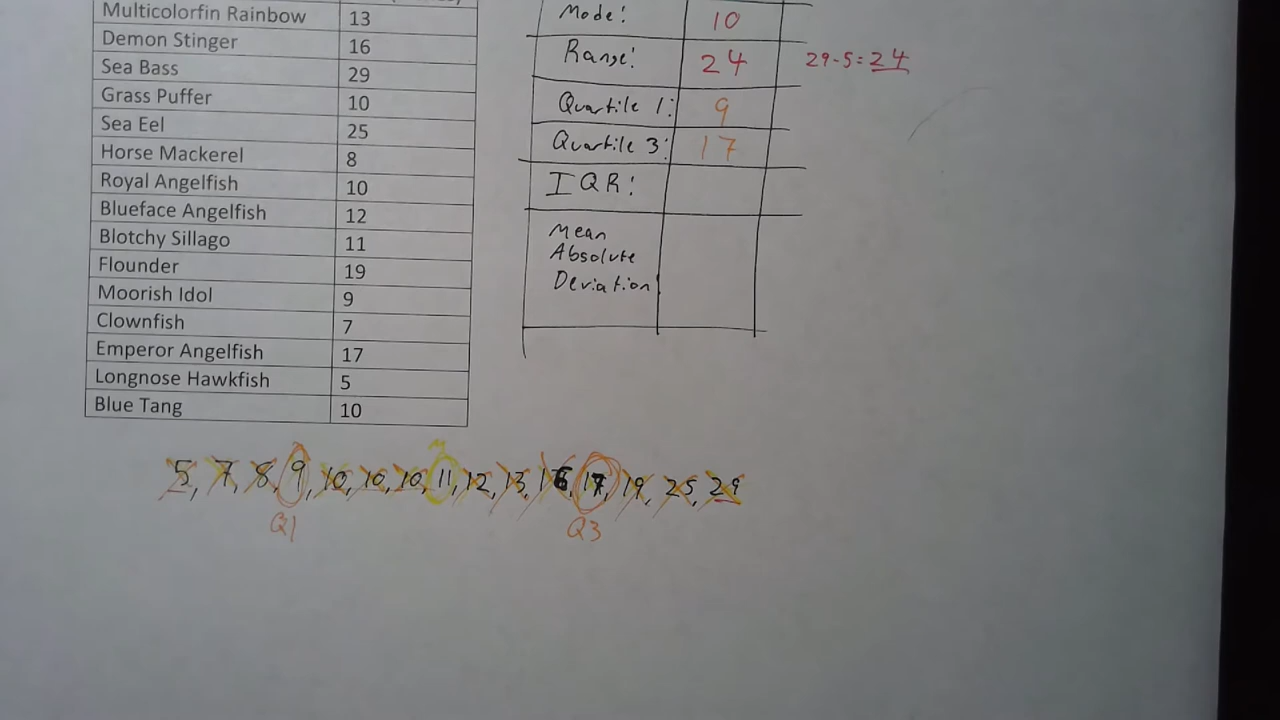 Multicolorfin Rainbow 13
Demon Stinger 16
Sea Bass 29
Grass Puffer 10
Sea Eel 25
Horse Mackerel 8
Royal Angelfish 10
Blueface Angelfish 12
Blotchy Sillago 11
Flounder 19
Moorish Idol 9
Clownfish 7
Emperor Angelfish 17
Longnose Hawkfish 5
Blue Tang 10
Mode: 10
Range: 24 29-5=24
Quartile 1: 9
Quartile 3: 17
IQR:
Mean
Absolute
Deviation
M
5, 7, 8, 9, 10, 10, 10, 11, 12, 13, 16, 17, 19, 25, 29
Q1 Q3